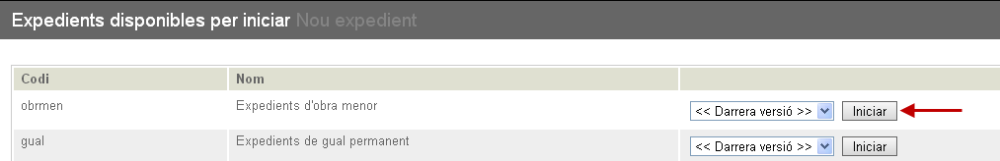 Expedients disponibles per iniciar Nou expedient
Codi Nom
obrmen Expedients d'obra menor << Darrera versió >> Iniciar
gual Expedients de gual permanent << Darrera versió >> Iniciar